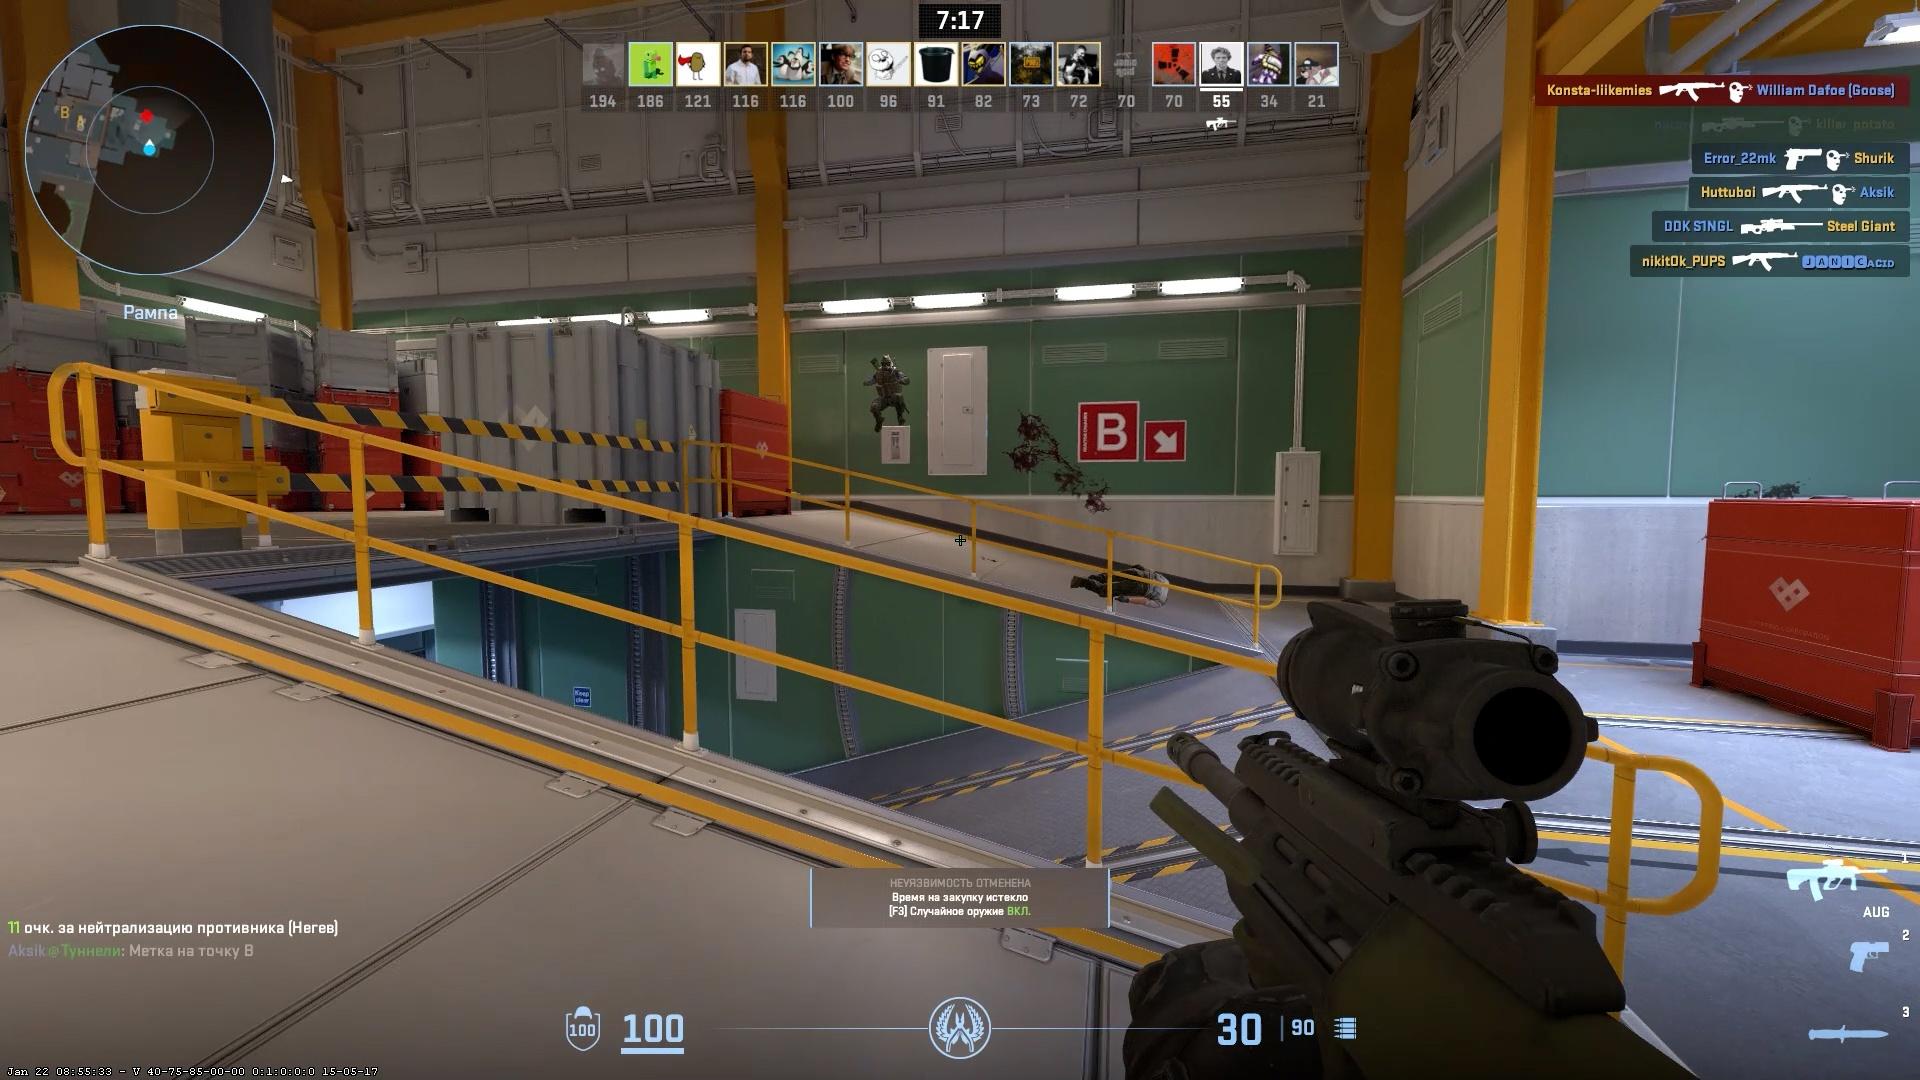 7:17
194 186 121 116 116 100 96 91 82 73 72 70 70 55 34 21
Konsta-liikemies William Dafoe (Goose)
killer_potato
Error_22mk Shurik
Huttuboi Aksik
DDK S1NGL Steel Giant
nikit0k_PUPS JANICACID
B
A
Рампа
B
Keep clear
НЕУЯЗВИМОСТЬ ОТМЕНЕНА
Время на закупку истекло
[F3] Случайное оружие ВКЛ.
11 очк. за нейтрализацию противника (Негев)
Aksik@Туннели: Метка на точку B
1
AUG
2
3
100 100
30 | 90
Jan 22 08:55:33 - V 40-75-85-00-00 0:1:0:0:0 15-05-17